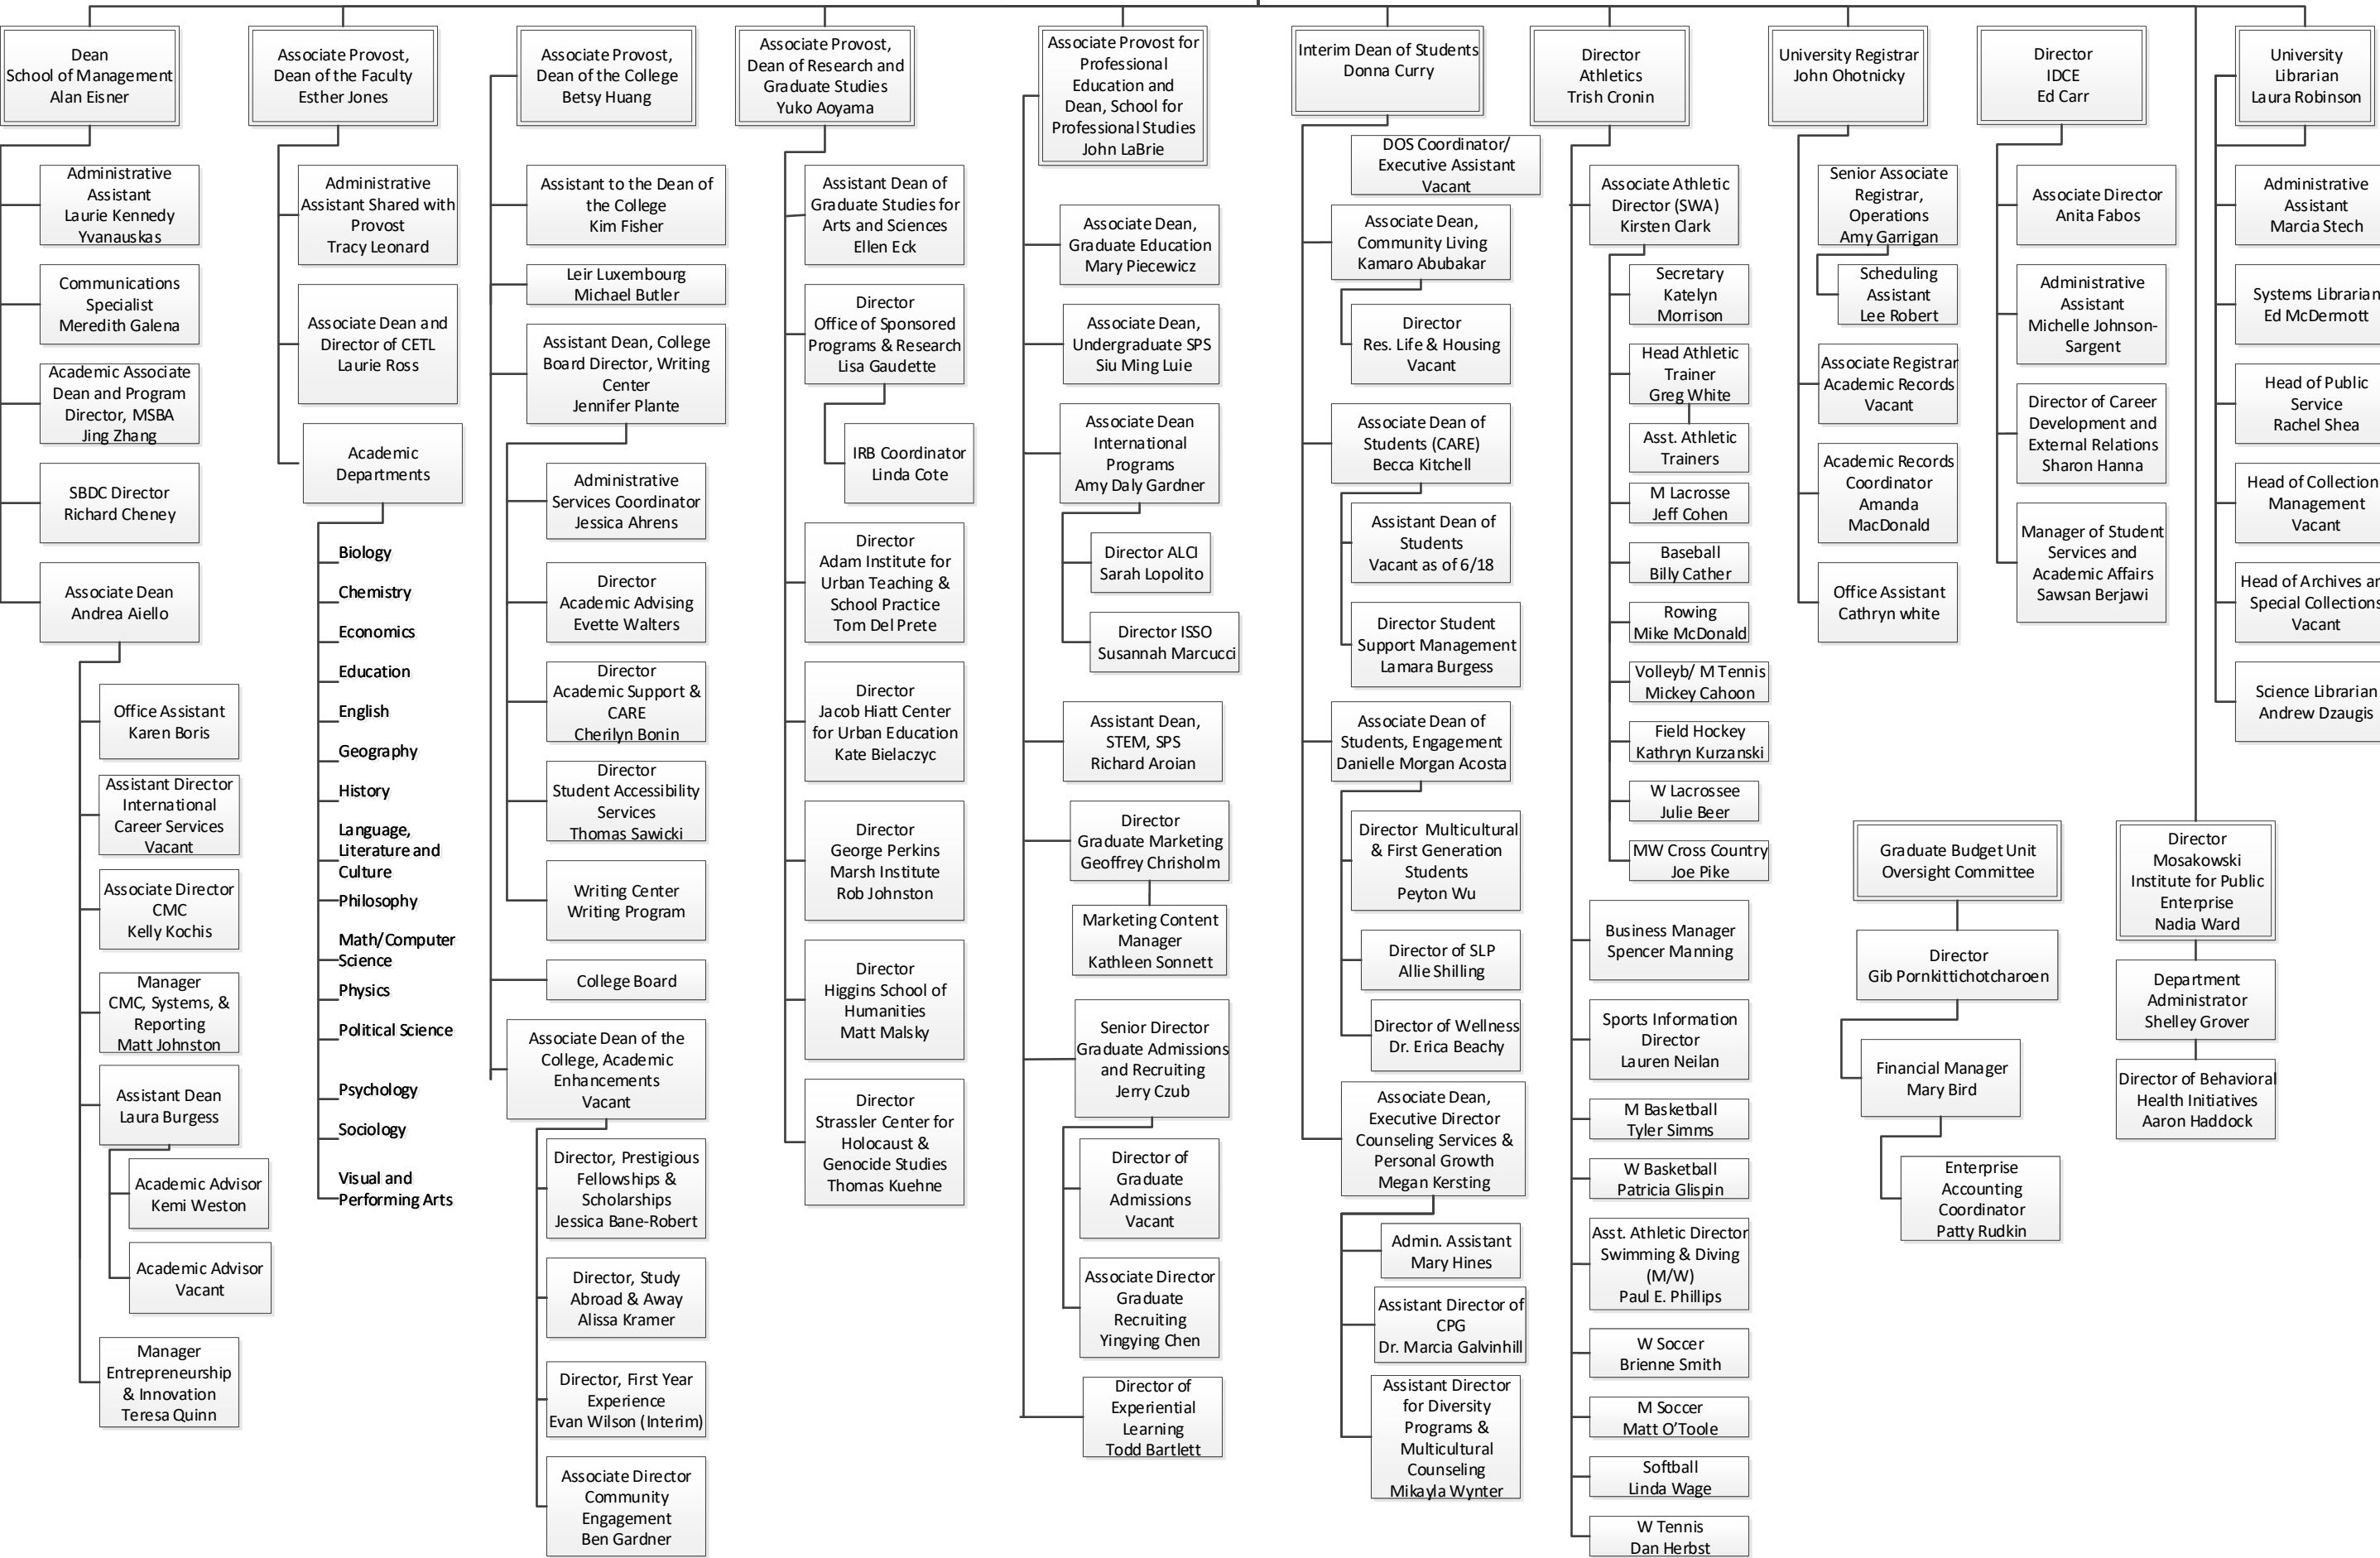 Dean
School of Management
Alan Eisner
Administrative
Assistant
Laurie Kennedy
Yvanauskas
Communications
Specialist
Meredith Galena
Academic Associate
Dean and Program
Director, MSBA
Jing Zhang
SBDC Director
Richard Cheney
Associate Dean
Andrea Aiello
Office Assistant
Karen Boris
Assistant Director
International
Career Services
Vacant
Associate Director
CMC
Kelly Kochis
Manager
CMC, Systems, &
Reporting
Matt Johnston
Assistant Dean
Laura Burgess
Academic Advisor
Kemi Weston
Academic Advisor
Vacant
Manager
Entrepreneurship
& Innovation
Teresa Quinn
Associate Provost,
Dean of the Faculty
Esther Jones
Administrative
Assistant Shared with
Provost
Tracy Leonard
Associate Dean and
Director of CETL
Laurie Ross
Academic
Departments
Biology
Chemistry
Economics
Education
English
Geography
History
Language,
Literature and
Culture
Philosophy
Math/Computer
Science
Physics
Political Science
Psychology
Sociology
Visual and
Performing Arts
Associate Provost,
Dean of the College
Betsy Huang
Assistant to the Dean of
the College
Kim Fisher
Leir Luxembourg
Michael Butler
Assistant Dean, College
Board Director, Writing
Center
Jennifer Plante
Administrative
Services Coordinator
Jessica Ahrens
Director
Academic Advising
Evette Walters
Director
Academic Support &
CARE
Cherilyn Bonin
Director
Student Accessibility
Services
Thomas Sawicki
Writing Center
Writing Program
College Board
Associate Dean of the
College, Academic
Enhancements
Vacant
Director, Prestigious
Fellowships &
Scholarships
Jessica Bane-Robert
Director, Study
Abroad & Away
Alissa Kramer
Director, First Year
Experience
Evan Wilson (Interim)
Associate Director
Community
Engagement
Ben Gardner
Associate Provost,
Dean of Research and
Graduate Studies
Yuko Aoyama
Assistant Dean of
Graduate Studies for
Arts and Sciences
Ellen Eck
Director
Office of Sponsored
Programs & Research
Lisa Gaudette
IRB Coordinator
Linda Cote
Director
Adam Institute for
Urban Teaching &
School Practice
Tom Del Prete
Director
Jacob Hiatt Center
for Urban Education
Kate Bielaczyc
Director
George Perkins
Marsh Institute
Rob Johnston
Director
Higgins School of
Humanities
Matt Malsky
Director
Strassler Center for
Holocaust &
Genocide Studies
Thomas Kuehne
Associate Provost for
Professional
Education and
Dean, School for
Professional Studies
John LaBrie
Associate Dean,
Graduate Education
Mary Piecewicz
Associate Dean,
Undergraduate SPS
Siu Ming Luie
Associate Dean
International
Programs
Amy Daly Gardner
Director ALCI
Sarah Lopolito
Director ISSO
Susannah Marcucci
Assistant Dean,
STEM, SPS
Richard Aroian
Director
Graduate Marketing
Geoffrey Chrisholm
Marketing Content
Manager
Kathleen Sonnett
Senior Director
Graduate Admissions
and Recruiting
Jerry Czub
Director of
Graduate
Admissions
Vacant
Associate Director
Graduate
Recruiting
Yingying Chen
Director of
Experiential
Learning
Todd Bartlett
Interim Dean of Students
Donna Curry
DOS Coordinator/
Executive Assistant
Vacant
Associate Dean,
Community Living
Kamaro Abubakar
Director
Res. Life & Housing
Vacant
Associate Dean of
Students (CARE)
Becca Kitchell
Assistant Dean of
Students
Vacant as of 6/18
Director Student
Support Management
Lamara Burgess
Associate Dean of
Students, Engagement
Danielle Morgan Acosta
Director Multicultural
& First Generation
Students
Peyton Wu
Director of SLP
Allie Shilling
Director of Wellness
Dr. Erica Beachy
Associate Dean,
Executive Director
Counseling Services &
Personal Growth
Megan Kersting
Admin. Assistant
Mary Hines
Assistant Director of
CPG
Dr. Marcia Galvinhill
Assistant Director
for Diversity
Programs &
Multicultural
Counseling
Mikayla Wynter
Director
Athletics
Trish Cronin
Associate Athletic
Director (SWA)
Kirsten Clark
Secretary
Katelyn
Morrison
Head Athletic
Trainer
Greg White
Asst. Athletic
Trainers
M Lacrosse
Jeff Cohen
Baseball
Billy Cather
Rowing
Mike McDonald
Volleyb/ M Tennis
Mickey Cahoon
Field Hockey
Kathryn Kurzanski
W Lacrossee
Julie Beer
MW Cross Country
Joe Pike
Business Manager
Spencer Manning
Sports Information
Director
Lauren Neilan
M Basketball
Tyler Simms
W Basketball
Patricia Glispin
Asst. Athletic Director
Swimming & Diving
(M/W)
Paul E. Phillips
W Soccer
Brienne Smith
M Soccer
Matt O’Toole
Softball
Linda Wage
W Tennis
Dan Herbst
University Registrar
John Ohotnicky
Senior Associate
Registrar,
Operations
Amy Garrigan
Scheduling
Assistant
Lee Robert
Associate Registrar
Academic Records
Vacant
Academic Records
Coordinator
Amanda
MacDonald
Office Assistant
Cathryn white
Director
IDCE
Ed Carr
Associate Director
Anita Fabos
Administrative
Assistant
Michelle Johnson-
Sargent
Director of Career
Development and
External Relations
Sharon Hanna
Manager of Student
Services and
Academic Affairs
Sawsan Berjawi
Graduate Budget Unit
Oversight Committee
Director
Gib Pornkittichotcharoen
Financial Manager
Mary Bird
Enterprise
Accounting
Coordinator
Patty Rudkin
Director
Mosakowski
Institute for Public
Enterprise
Nadia Ward
Department
Administrator
Shelley Grover
Director of Behavioral
Health Initiatives
Aaron Haddock
University
Librarian
Laura Robinson
Administrative
Assistant
Marcia Stech
Systems Librarian
Ed McDermott
Head of Public
Service
Rachel Shea
Head of Collection
Management
Vacant
Head of Archives an
Special Collections
Vacant
Science Librarian
Andrew Dzaugis